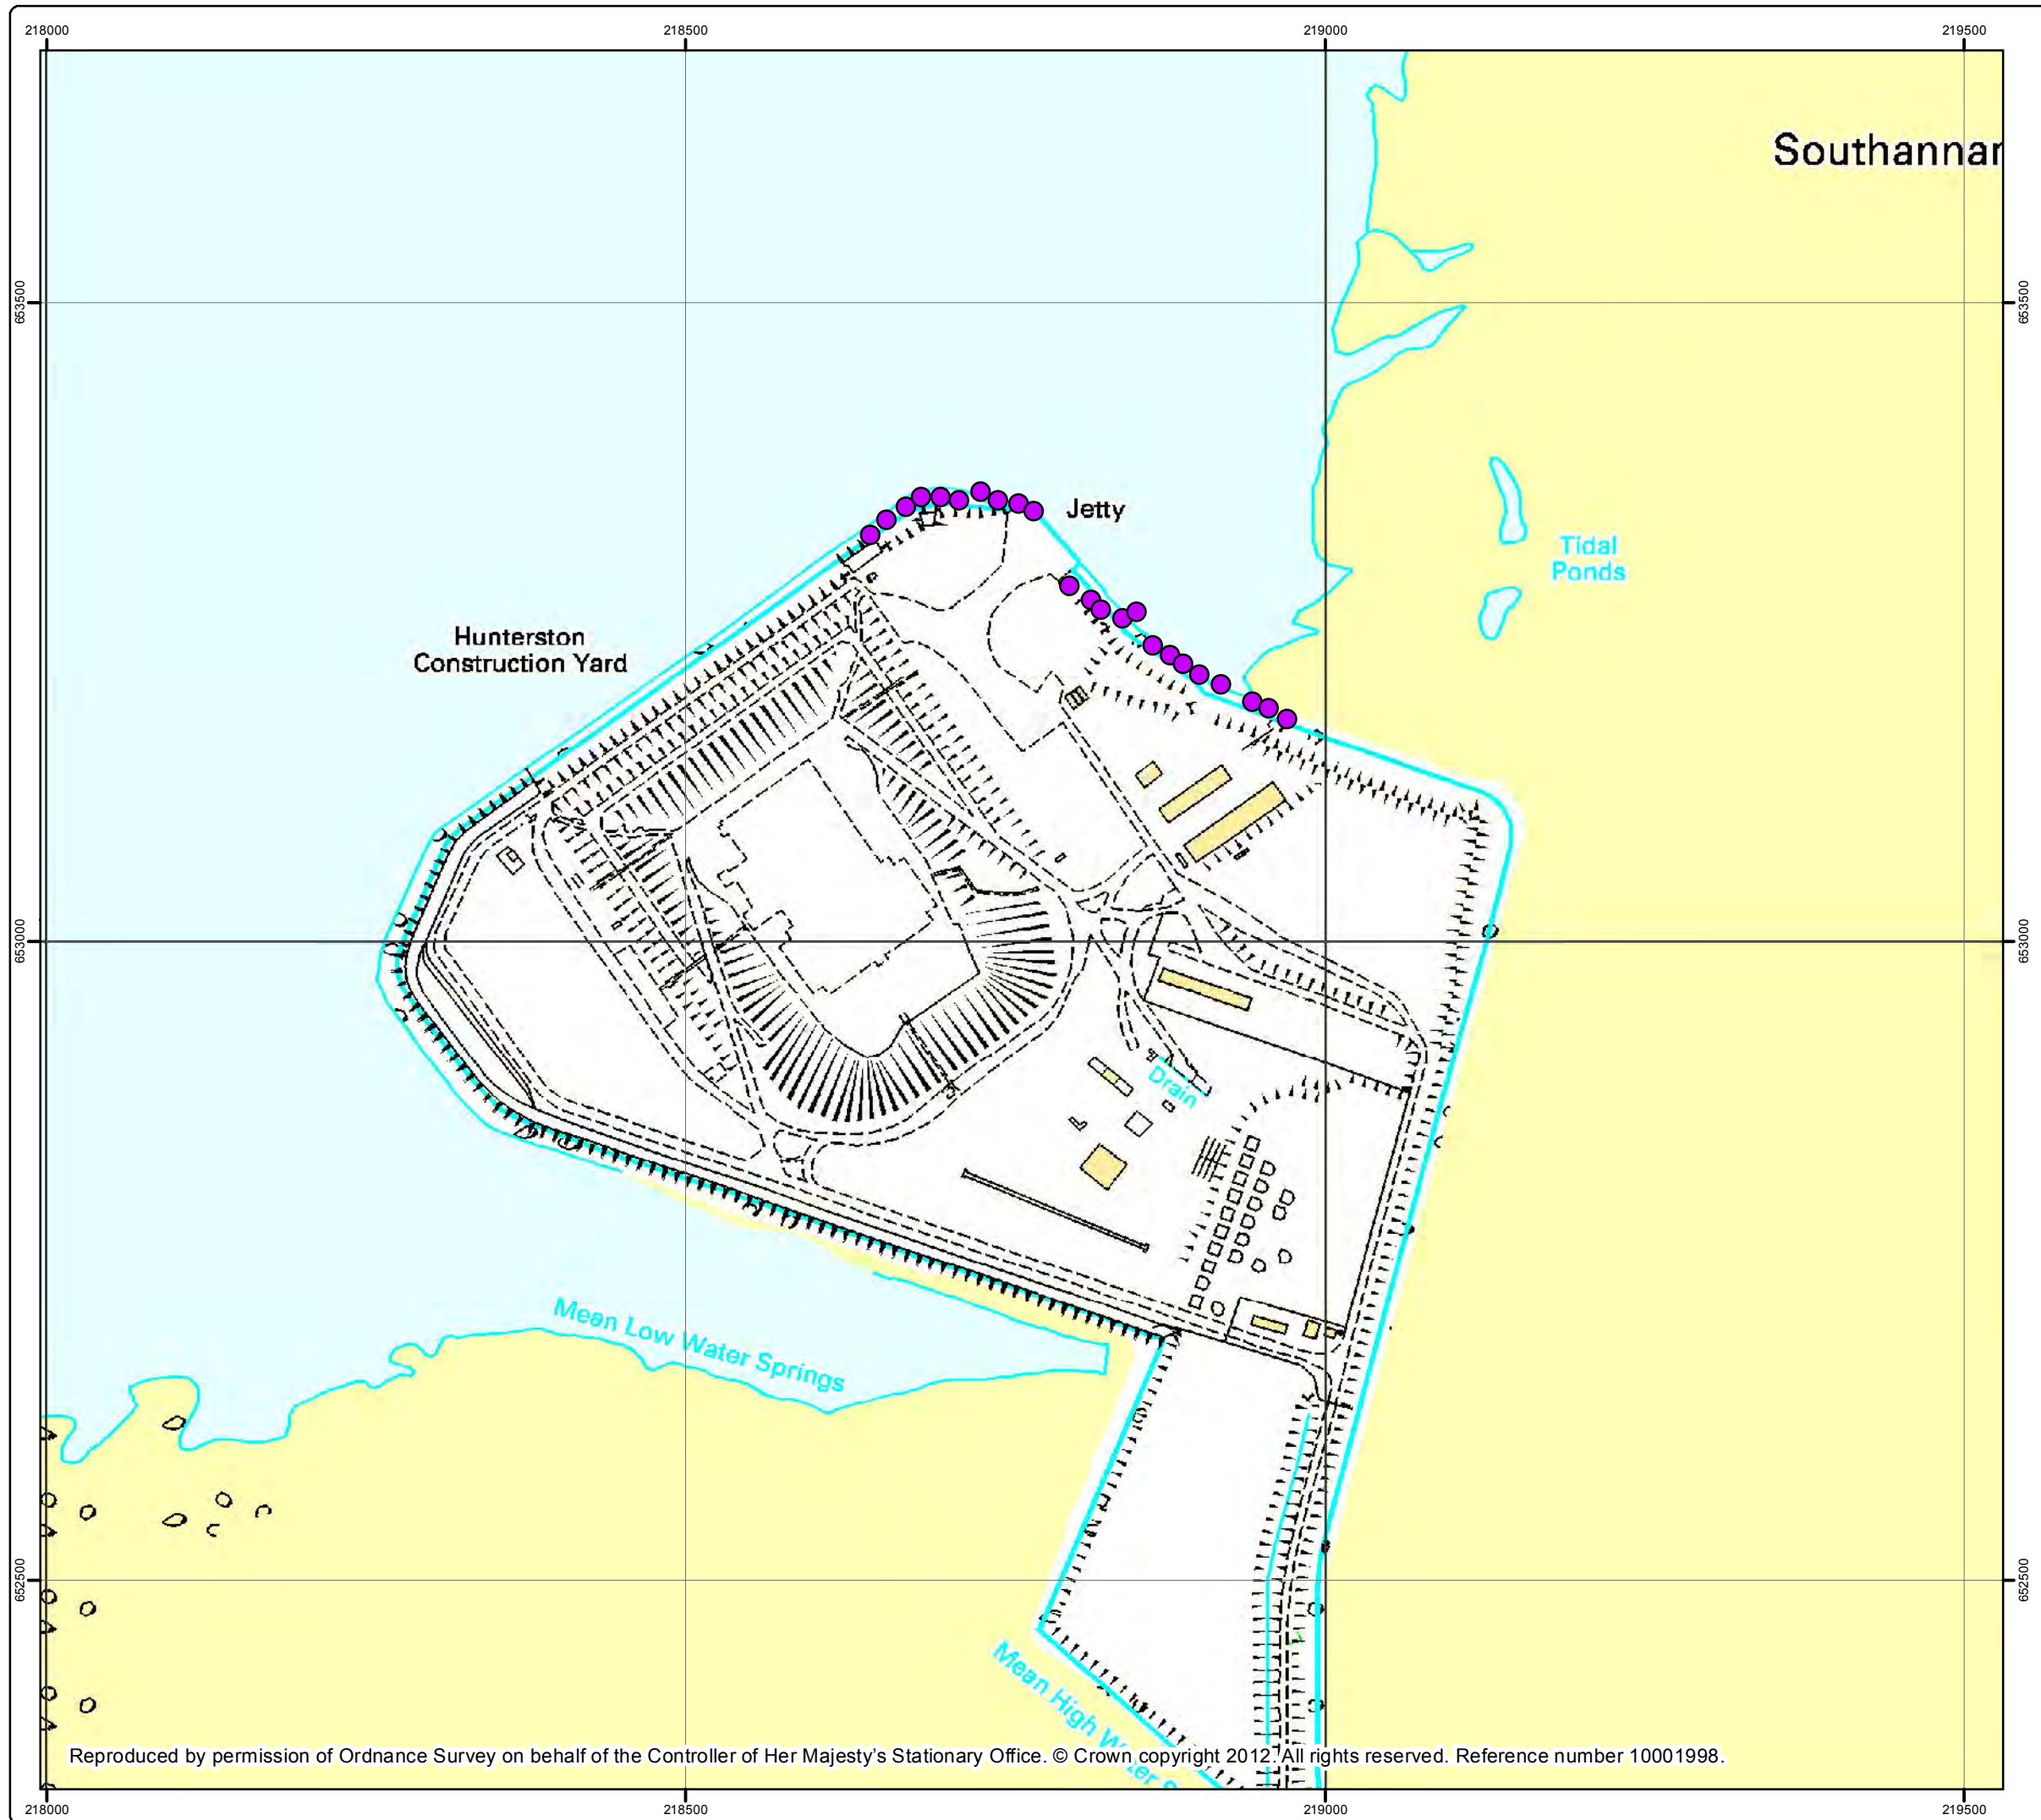 218000
218500
219000
219500
Southannar
653500
653500
Jetty
Tidal
Ponds
Hunterston
Construction Yard
653000
653000
Drain
Mean Low Water Springs
652500
652500
Mean High Water S
Reproduced by permission of Ordnance Survey on behalf of the Controller of Her Majesty's Stationary Office. © Crown copyright 2012. All rights reserved. Reference number 10001998.
218000
218500
219000
219500